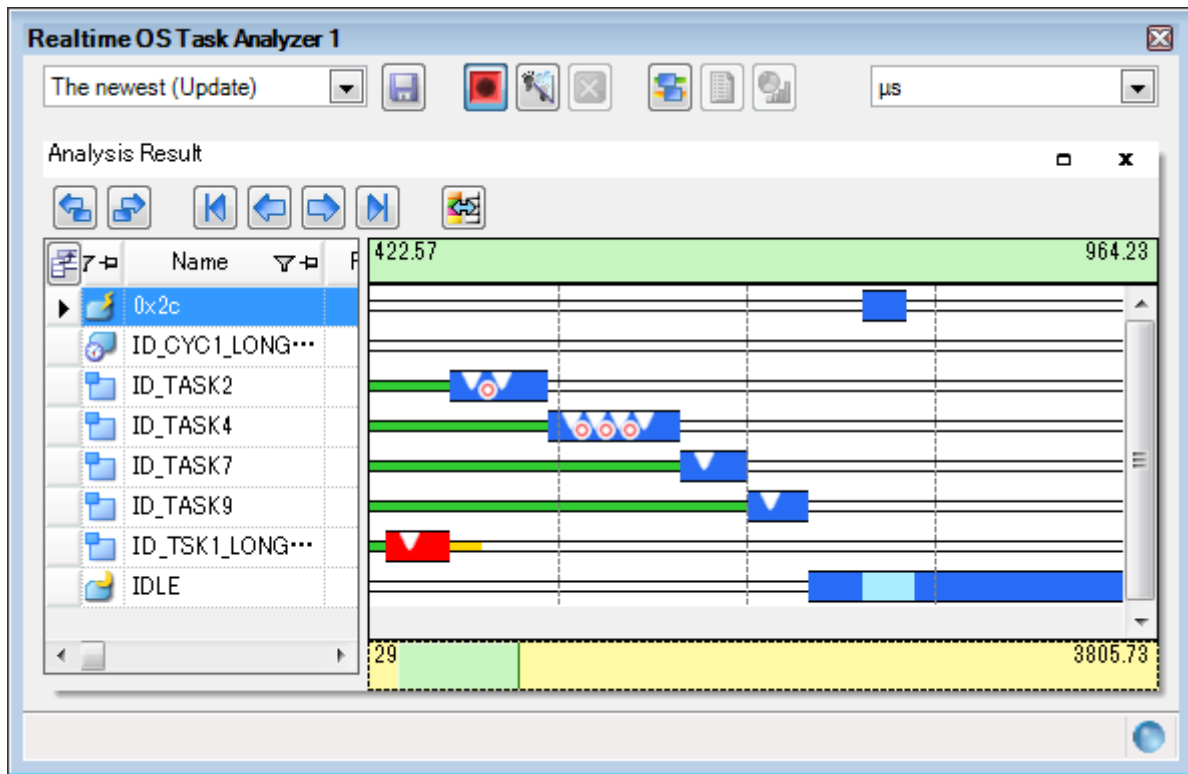 Realtime OS Task Analyzer 1
The newest (Update)
µs
Analysis Result
Name
422.57 964.23
0x2c
ID_CYC1_LONG…
ID_TASK2
ID_TASK4
ID_TASK7
ID_TASK9
ID_TSK1_LONG…
IDLE
29 3805.73